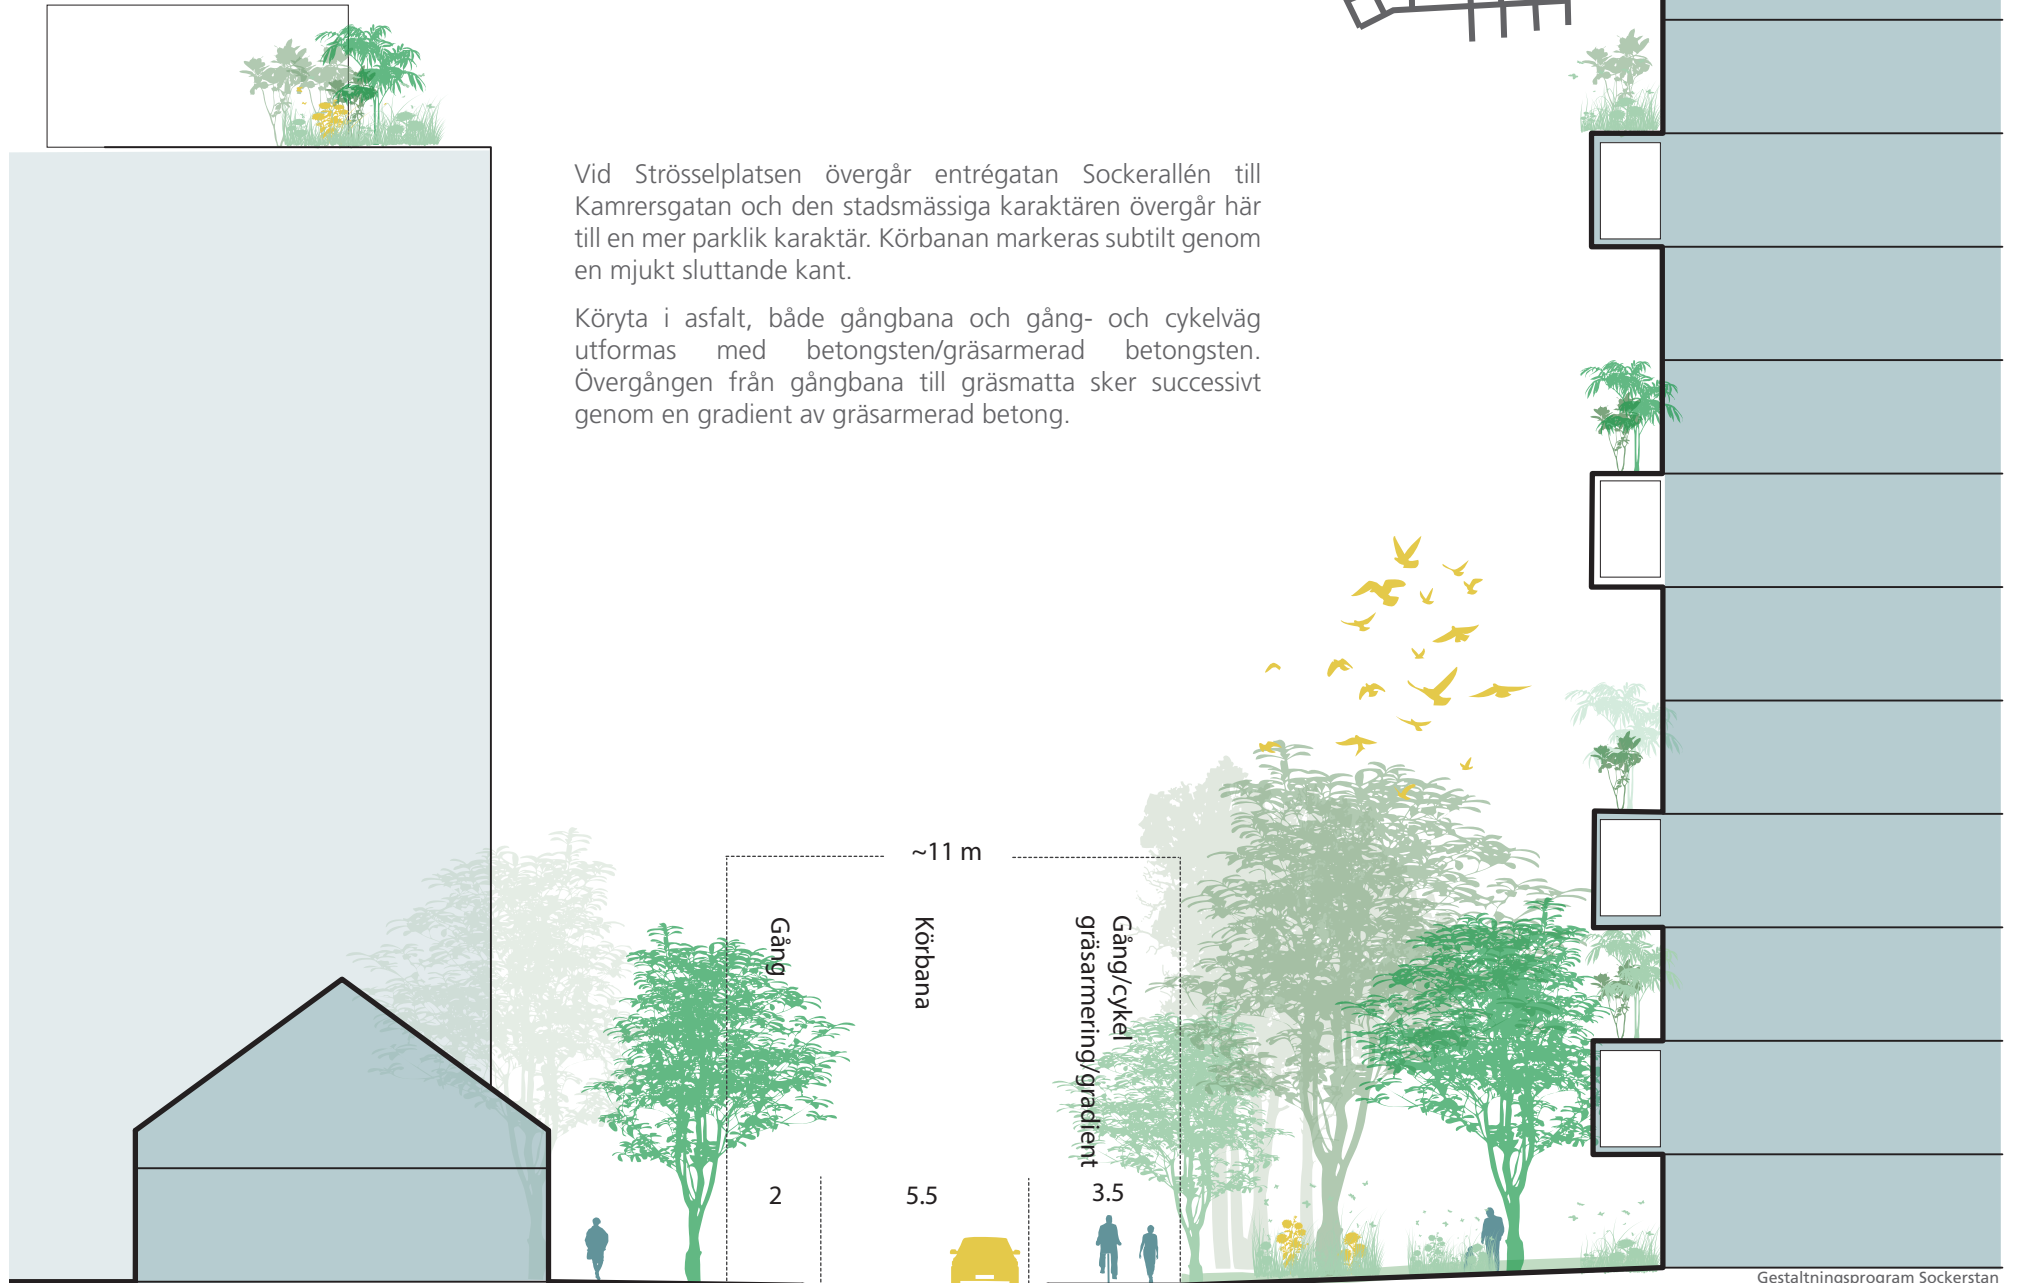 Vid Strösselplatsen övergår entrégatan Sockerallén till
Kamrersgatan och den stadsmässiga karaktären övergår här
till en mer parklik karaktär. Körbanan markeras subtilt genom
en mjukt sluttande kant.
Köryta i asfalt, både gångbana och gång- och cykelväg
utformas med betongsten/gräsarmerad betongsten.
Övergången från gångbana till gräsmatta sker successivt
genom en gradient av gräsarmerad betong.
~11 m
Gång
Körbana
Gång/cykel
gräsarmering/gradient
2
5.5
3.5
Gestaltningsprogram Sockerstan